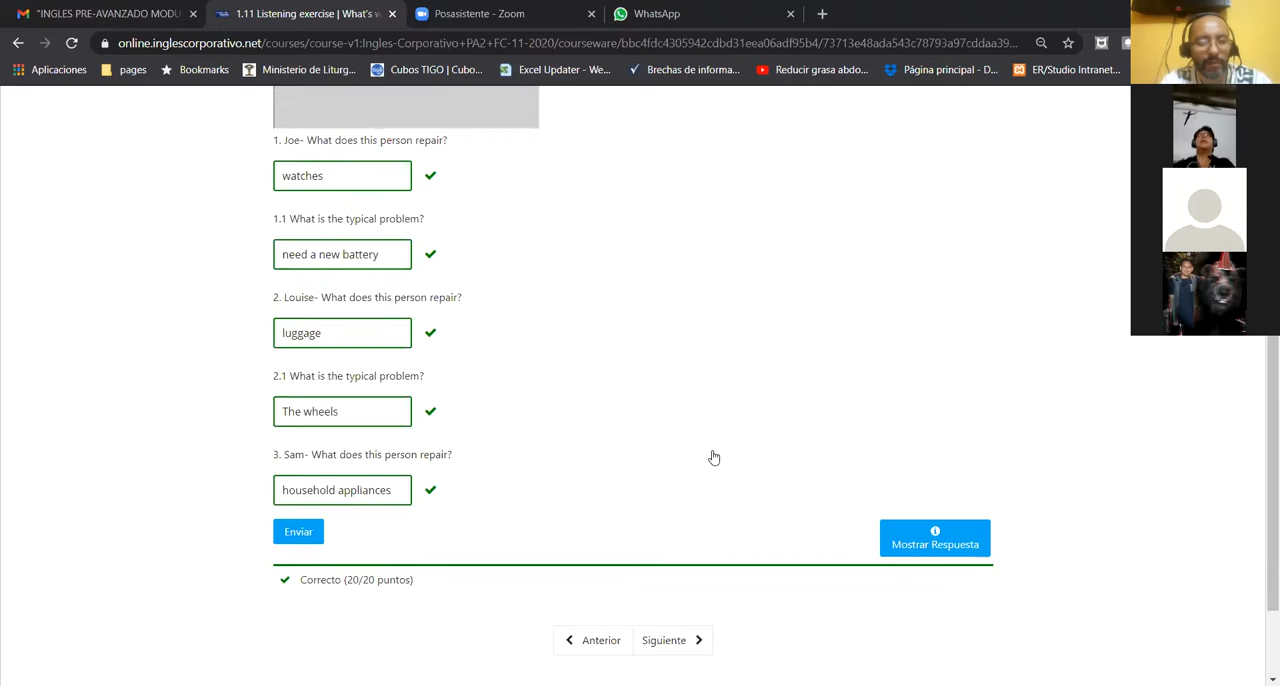 "INGLES PRE-AVANZADO MODU
1.11 Listening exercise | What's w
Posasistente - Zoom
WhatsApp
online.inglescorporativo.net/courses/course-v1:Ingles-Corporativo+PA2+FC-11-2020/courseware/bbc4fdc4305942cdbd31eea06adf95b4/73713e48ada543c78793a97cddaa39...
Aplicaciones
pages
Bookmarks
Ministerio de Liturg...
Cubos TIGO | Cubo...
Excel Updater - We...
Brechas de informa...
Reducir grasa abdo...
Página principal - D...
ER/Studio Intranet...
1. Joe- What does this person repair?
watches
1.1 What is the typical problem?
need a new battery
2. Louise- What does this person repair?
luggage
2.1 What is the typical problem?
The wheels
3. Sam- What does this person repair?
household appliances
Enviar
Mostrar Respuesta
Correcto (20/20 puntos)
Anterior
Siguiente